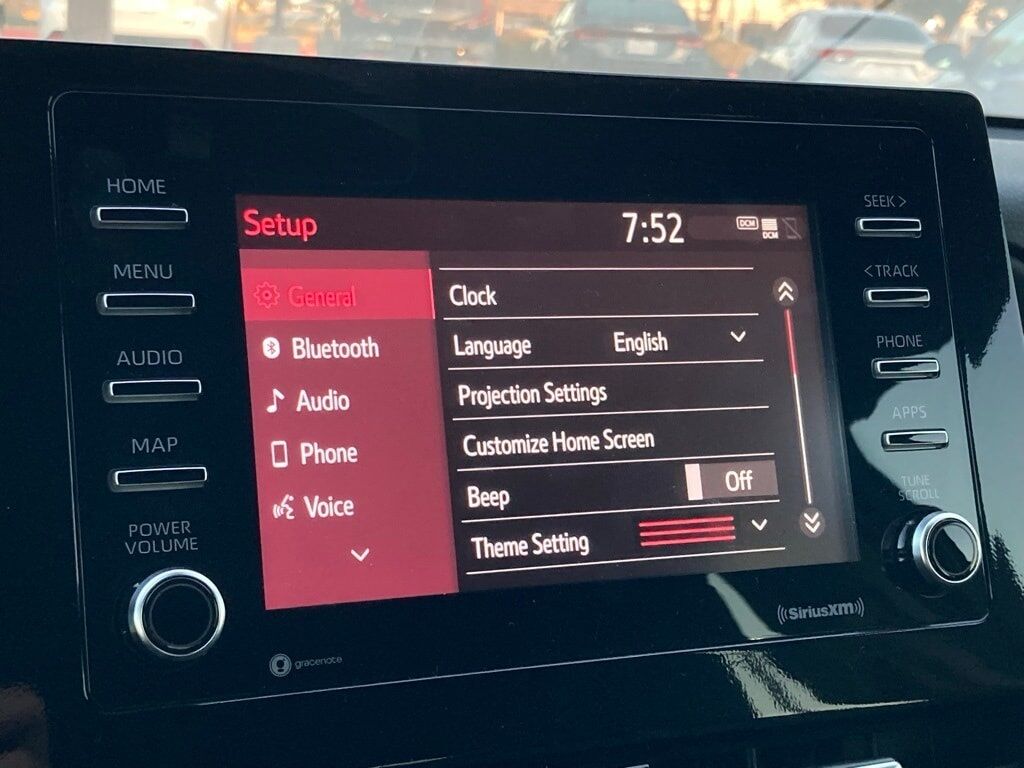 HOME
MENU
AUDIO
MAP
POWER
VOLUME
Setup
7:52
DCM
DCM
General
Bluetooth
Audio
Phone
Voice
Clock
Language English
Projection Settings
Customize Home Screen
Beep Off
Theme Setting
SEEK >
< TRACK
PHONE
APPS
TUNE
SCROLL
gracenote
SiriusXM